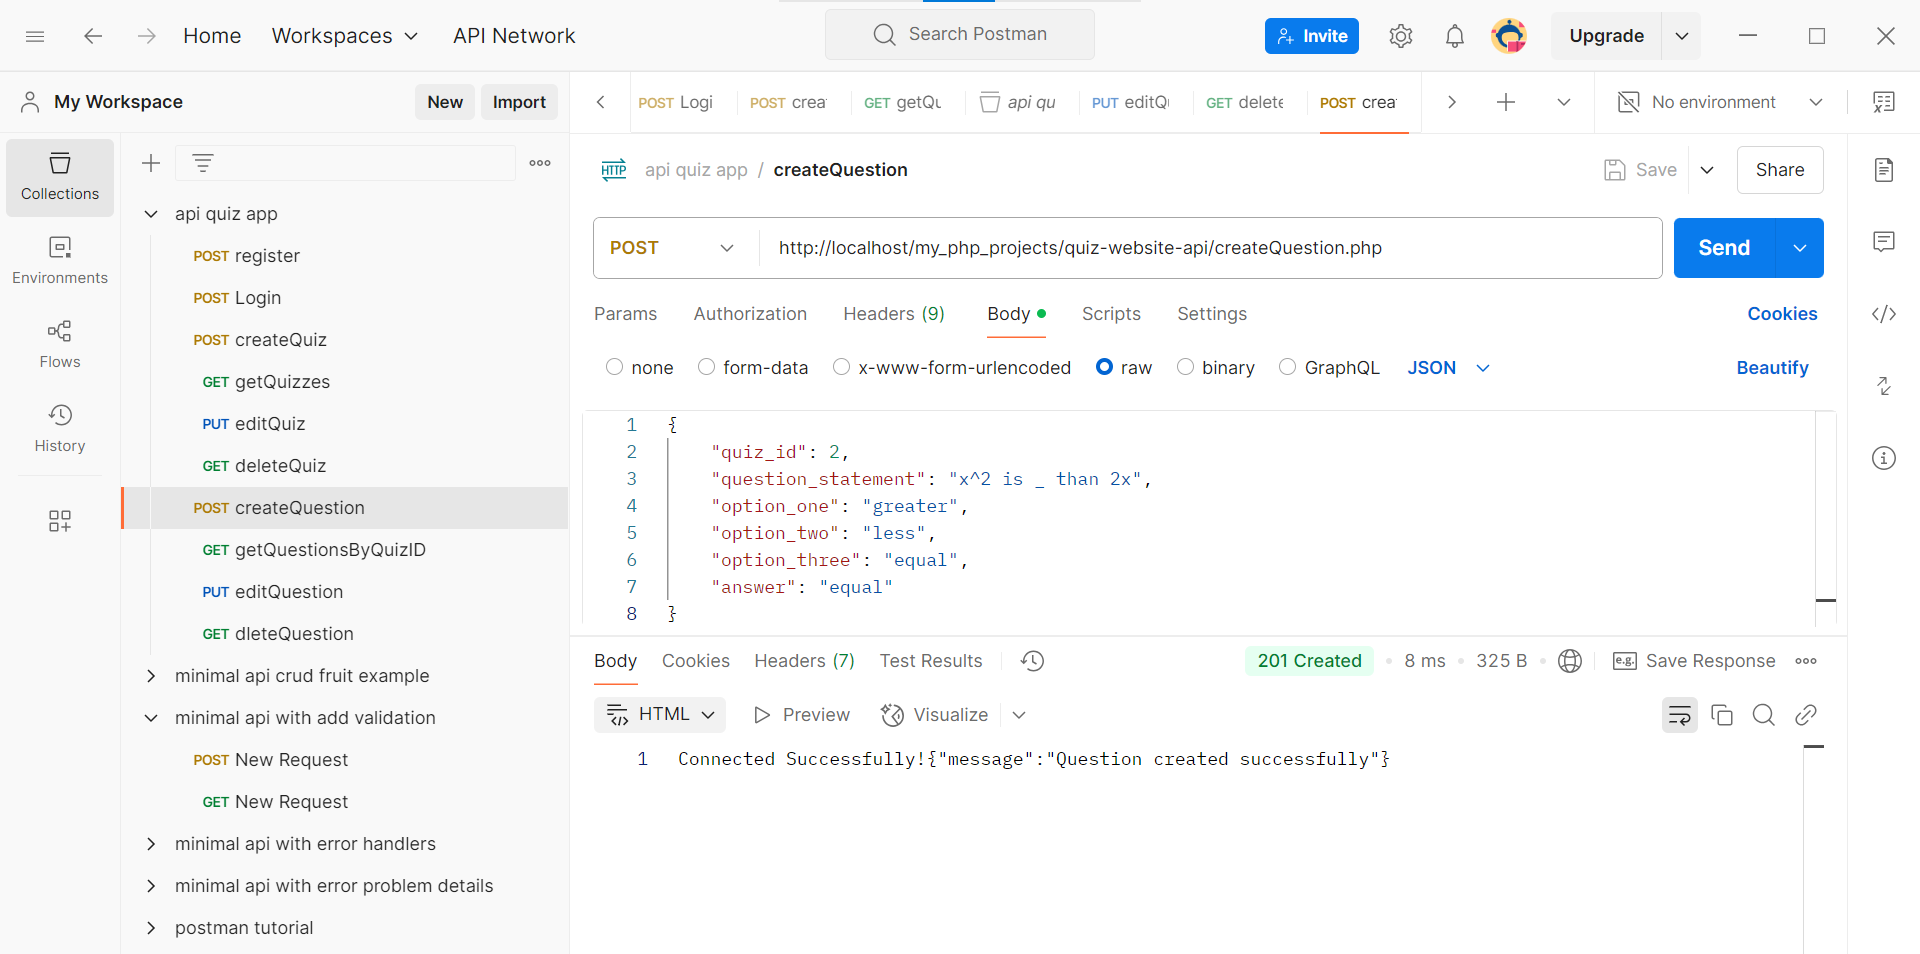 Home Workspaces API Network Search Postman Invite Upgrade
My Workspace New Import POST Logi POST crea GET getQu api qu PUT editQ GET delete POST crea No environment
Collections
Environments
Flows
History
api quiz app
POST register
POST Login
POST createQuiz
GET getQuizzes
PUT editQuiz
GET deleteQuiz
POST createQuestion
GET getQuestionsByQuizID
PUT editQuestion
GET dleteQuestion
minimal api crud fruit example
minimal api with add validation
POST New Request
GET New Request
minimal api with error handlers
minimal api with error problem details
postman tutorial
HTTP api quiz app / createQuestion Save Share
POST http://localhost/my_php_projects/quiz-website-api/createQuestion.php Send
Params Authorization Headers (9) Body Scripts Settings Cookies
none form-data x-www-form-urlencoded raw binary GraphQL JSON Beautify
1 {
2 "quiz_id": 2,
3 "question_statement": "x^2 is _ than 2x",
4 "option_one": "greater",
5 "option_two": "less",
6 "option_three": "equal",
7 "answer": "equal"
8 }
Body Cookies Headers (7) Test Results 201 Created • 8 ms • 325 B • e.g. Save Response
HTML Preview Visualize
1 Connected Successfully!{"message":"Question created successfully"}